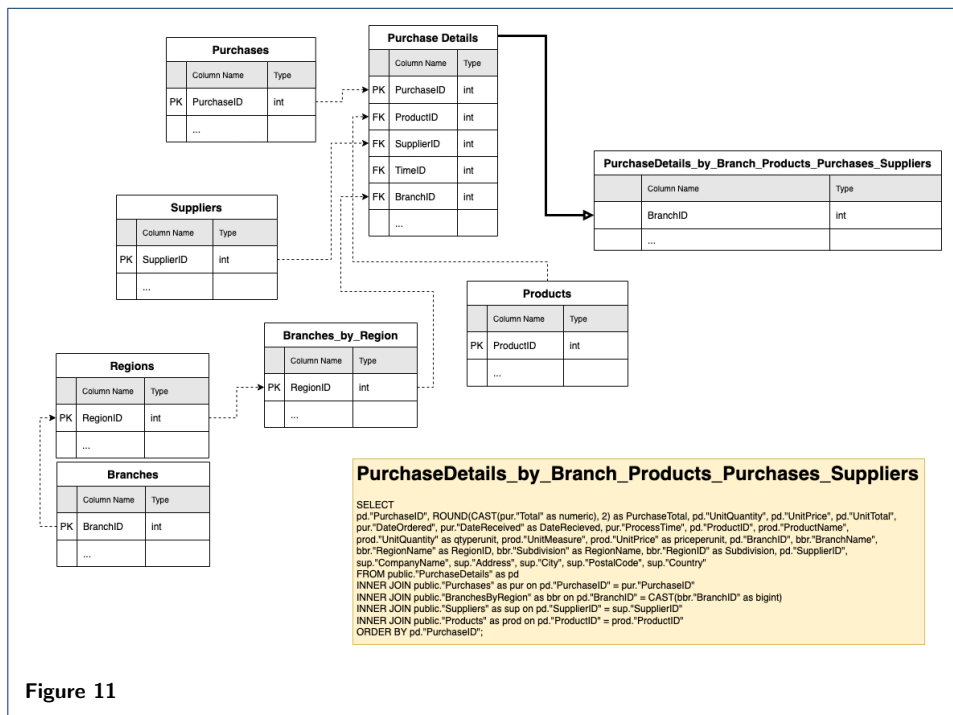 Purchases
Column Name Type
PK PurchaseID int
...
Purchase Details
Column Name Type
PK PurchaseID int
FK ProductID int
FK SupplierID int
FK TimeID int
FK BranchID int
...
PurchaseDetails_by_Branch_Products_Purchases_Suppliers
Column Name Type
BranchID int
...
Suppliers
Column Name Type
PK SupplierID int
...
Products
Column Name Type
PK ProductID int
...
Branches_by_Region
Column Name Type
PK RegionID int
...
Regions
Column Name Type
PK RegionID int
...
Branches
Column Name Type
PK BranchID int
...
PurchaseDetails_by_Branch_Products_Purchases_Suppliers
SELECT
pd."PurchaseID", ROUND(CAST(pur."Total" as numeric), 2) as PurchaseTotal, pd."UnitQuantity", pd."UnitPrice", pd."UnitTotal",
pur."DateOrdered", pur."DateReceived" as DateRecieved, pur."ProcessTime", pd."ProductID", prod."ProductName",
prod."UnitQuantity" as qtyperunit, prod."UnitMeasure", prod."UnitPrice" as priceperunit, pd."BranchID", bbr."BranchName",
bbr."RegionName" as RegionID, bbr."Subdivision" as RegionName, bbr."RegionID" as Subdivision, pd."SupplierID",
sup."CompanyName", sup."Address", sup."City", sup."PostalCode", sup."Country"
FROM public."PurchaseDetails" as pd
INNER JOIN public."Purchases" as pur on pd."PurchaseID" = pur."PurchaseID"
INNER JOIN public."BranchesByRegion" as bbr on pd."BranchID" = CAST(bbr."BranchID" as bigint)
INNER JOIN public."Suppliers" as sup on pd."SupplierID" = sup."SupplierID"
INNER JOIN public."Products" as prod on pd."ProductID" = prod."ProductID"
ORDER BY pd."PurchaseID";
Figure 11